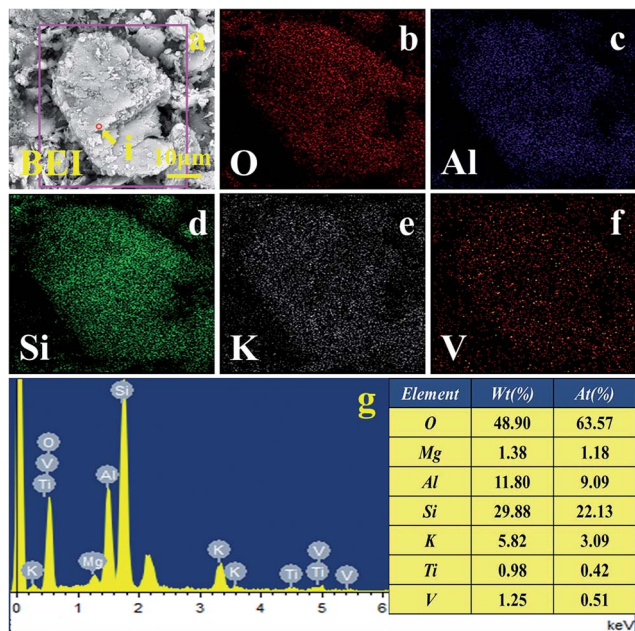 a
i
BEI
10μm
b
O
c
Al
d
Si
e
K
f
V
g
Si
O
V
Ti
Al
K
Mg
K
K
Ti
V
Ti
V
0 1 2 3 4 5 6
keV
Element Wt(%) At(%)
O 48.90 63.57
Mg 1.38 1.18
Al 11.80 9.09
Si 29.88 22.13
K 5.82 3.09
Ti 0.98 0.42
V 1.25 0.51